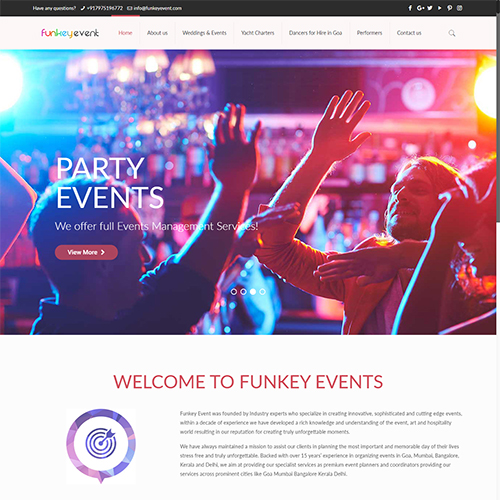 Have any questions? +917975196772 info@funkeyevent.com
funkeyevent
Home About us Weddings & Events Yacht Charters Dancers for Hire in Goa Performers Contact us
PARTY
EVENTS
We offer full Events Management Services!
View More
WELCOME TO FUNKEY EVENTS
Funkey Event was founded by industry experts who specialize in creating innovative, sophisticated and cutting edge events,
within a decade of experience we have developed a rich knowledge and understanding of the event, art and hospitality
world resulting in our reputation for creating truly unforgettable moments.
We have always maintained a mission to assist our clients in planning the most important and memorable day of their lives
stress free and truly unforgettable. Backed with over 15 years' experience in organizing events in Goa, Mumbai, Bangalore,
Kerala and Delhi, we aim at providing our specialist services as premium event planners and coordinators providing our
services across prominent cities like Goa Mumbai Bangalore Kerala Delhi.